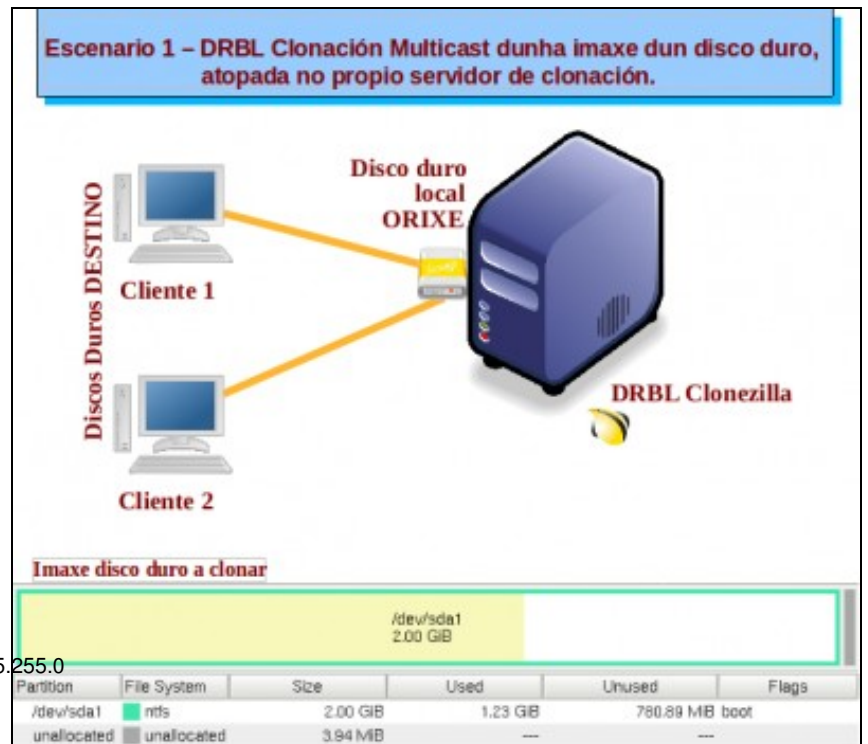 Escenario 1 – DRBL Clonación Multicast dunha imaxe dun disco duro,
atopada no propio servidor de clonación.
Disco duro
local
ORIXE
Discos Duros DESTINO
Cliente 1
DRBL Clonezilla
Cliente 2
Imaxe disco duro a clonar
/dev/sda1
2.00 GiB
5.255.0
Partition File System Size Used Unused Flags
/dev/sda1 ntfs 2.00 GiB 1.23 GiB 780.89 MiB boot
unallocated unallocated 3.94 MiB --- ---